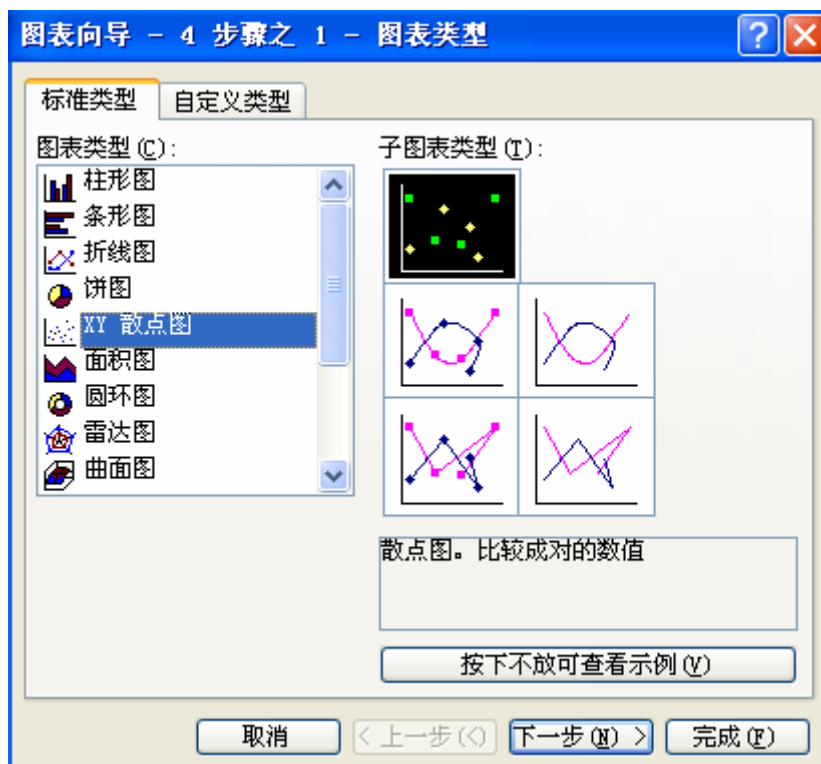 图表向导 - 4 步骤之 1 - 图表类型
标准类型 自定义类型
图表类型(C):
柱形图
条形图
折线图
饼图
XY 散点图
面积图
圆环图
雷达图
曲面图
子图表类型(T):
散点图。比较成对的数值
按下不放可查看示例(V)
取消 < 上一步(<) 下一步(N) > 完成(F)